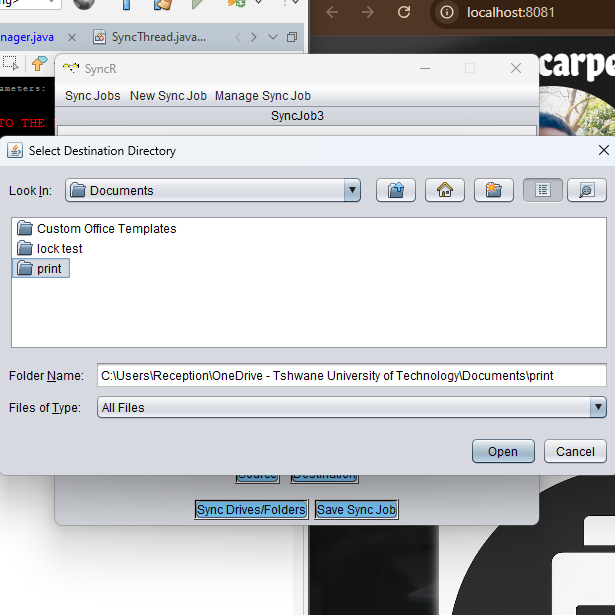 nager.java
SyncThread.java...
localhost:8081
SyncR
carpe
ameters:
Sync Jobs New Sync Job Manage Sync Job
TO THE
SyncJob3
Select Destination Directory
Look In: Documents
Custom Office Templates
lock test
print
Folder Name: C:\Users\Reception\OneDrive - Tshwane University of Technology\Documents\print
Files of Type: All Files
Open Cancel
Source Destination
Sync Drives/Folders Save Sync Job